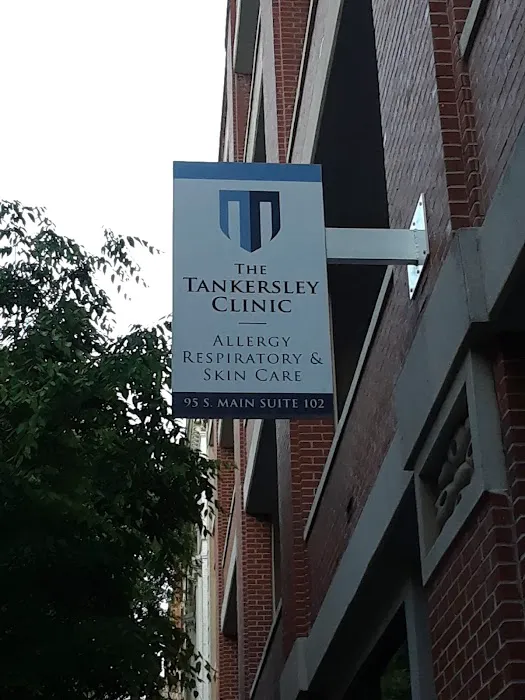 THE
TANKERSLEY
CLINIC
ALLERGY
RESPIRATORY &
SKIN CARE
95 S. MAIN SUITE 102